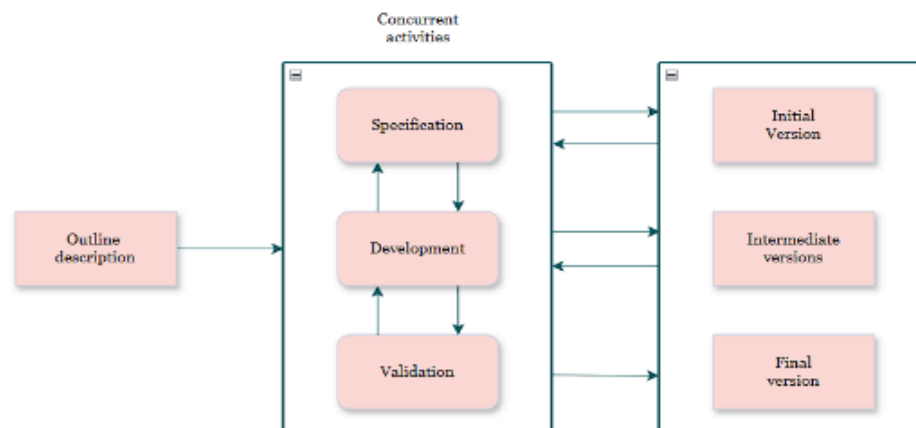 Concurrent
activities
Specification
Initial
Version
Outline
description
Development
Intermediate
versions
Validation
Final
version